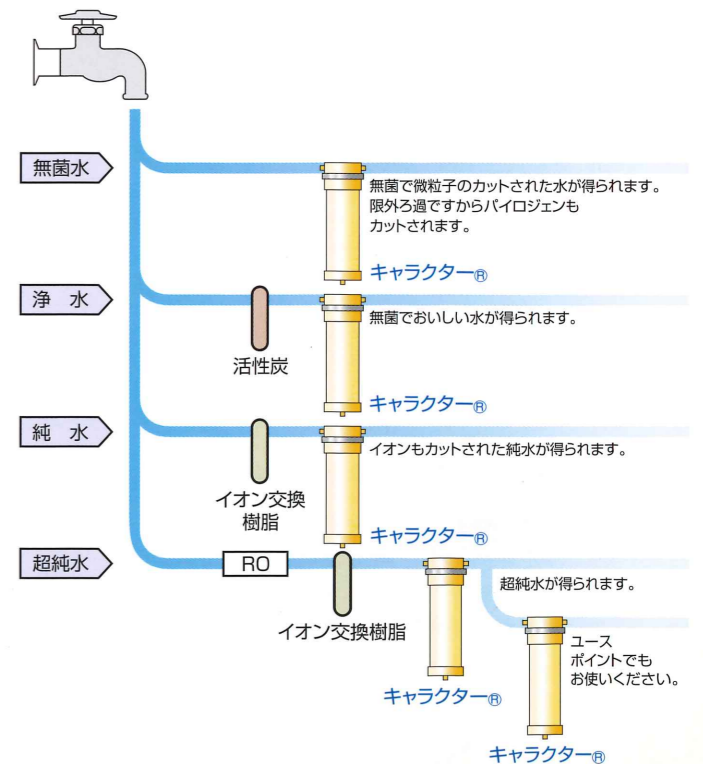 無菌水
無菌で微粒子のカットされた水が得られます。
限外ろ過ですからパイロジェンも
カットされます。
キャラクター®
浄 水
無菌でおいしい水が得られます。
活性炭
キャラクター®
純 水
イオンもカットされた純水が得られます。
イオン交換
樹脂
キャラクター®
超純水
RO
超純水が得られます。
イオン交換樹脂
ユース
ポイントでも
お使いください。
キャラクター®
キャラクター®